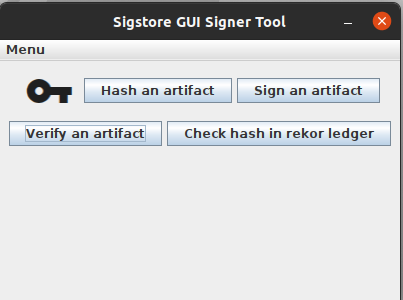 Sigstore GUI Signer Tool
Menu
Hash an artifact Sign an artifact
Verify an artifact Check hash in rekor ledger